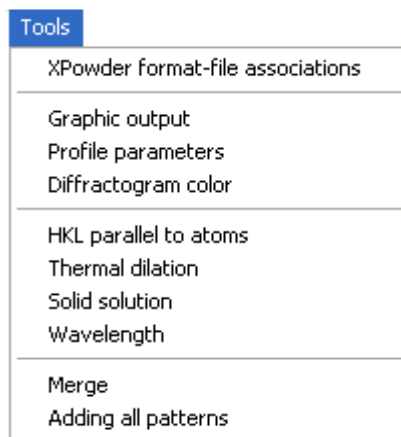 Tools
XPowder format-file associations
Graphic output
Profile parameters
Diffractogram color
HKL parallel to atoms
Thermal dilation
Solid solution
Wavelength
Merge
Adding all patterns